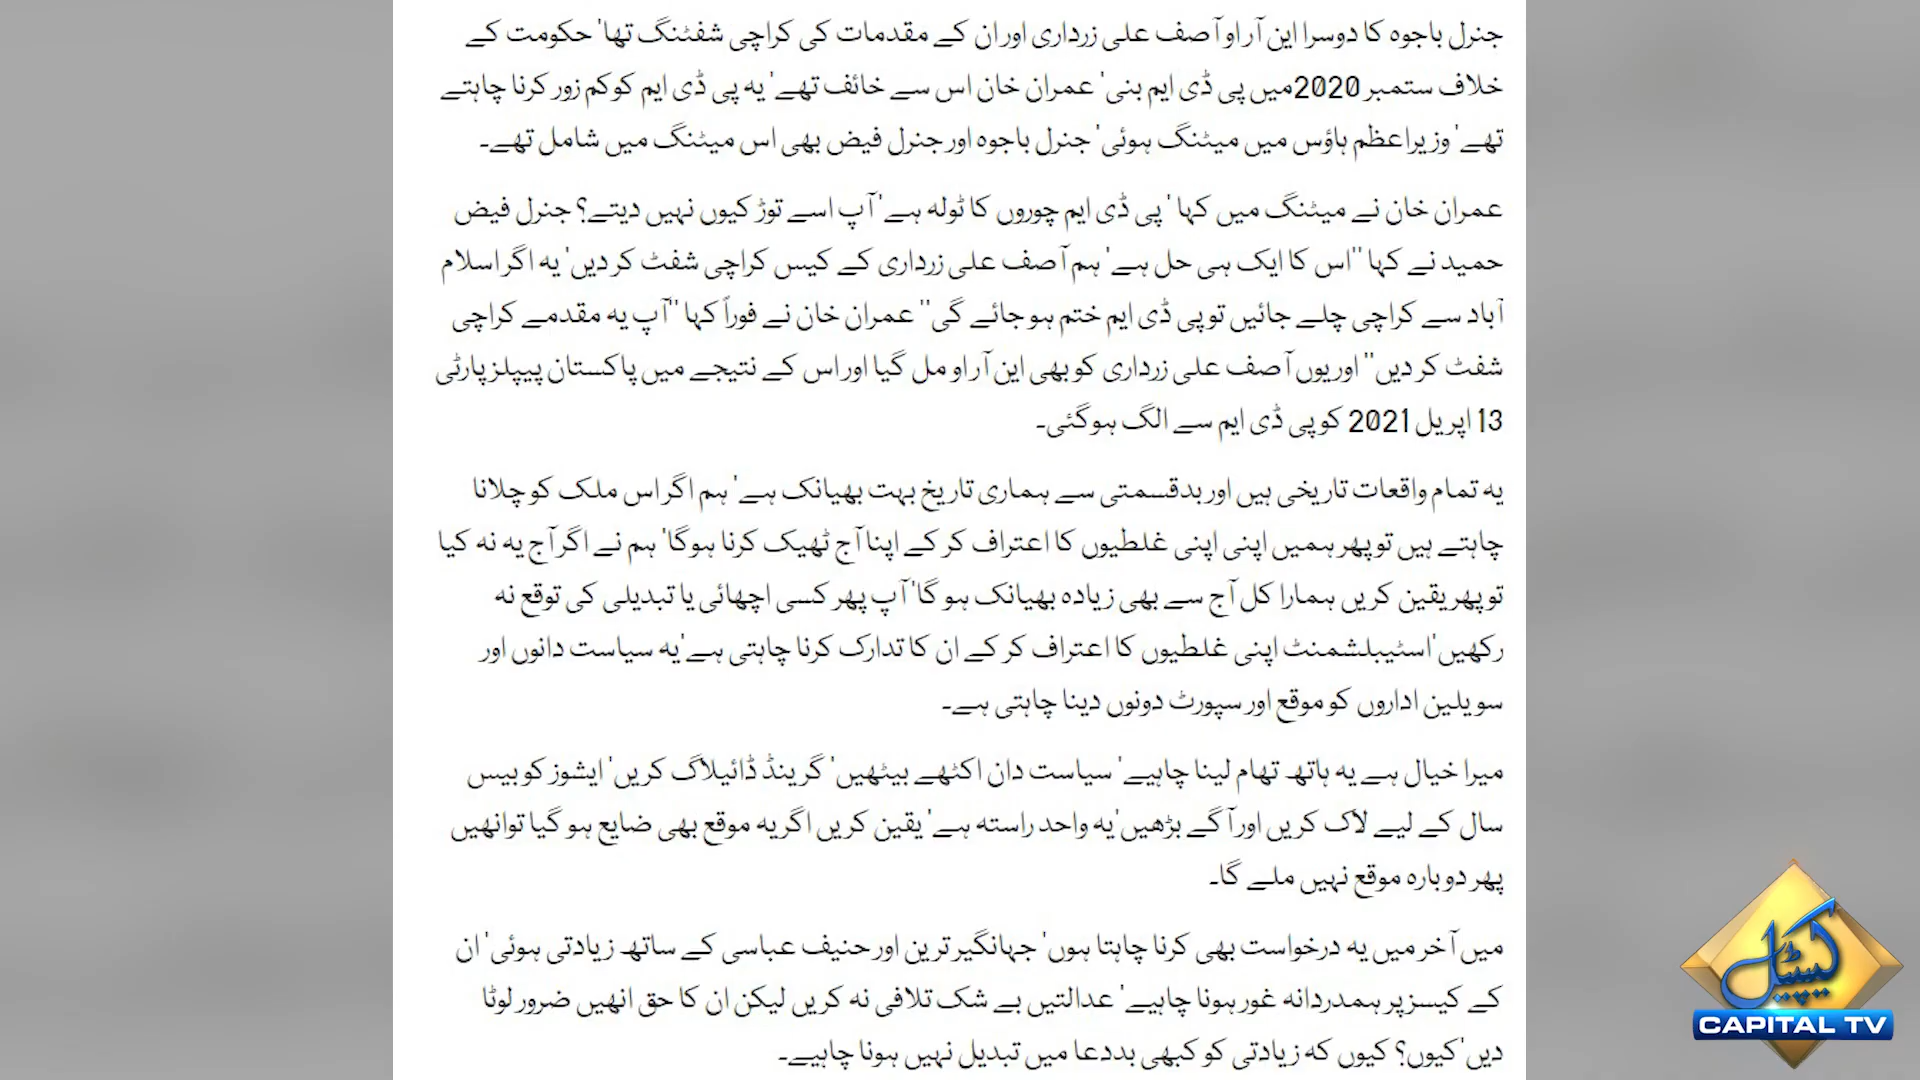 جنرل باجوہ کا دوسرا این آر او آصف علی زرداری اور ان کے مقدمات کی کراچی شفٹنگ تھا' حکومت کے
خلاف ستمبر 2020میں پی ڈی ایم بنی' عمران خان اس سے خائف تھے' یہ پی ڈی ایم کو کم زور کرنا چاہتے
تھے' وزیراعظم ہاؤس میں میٹنگ ہوئی' جنرل باجوہ اور جنرل فیض بھی اس میٹنگ میں شامل تھے۔
عمران خان نے میٹنگ میں کہا ' پی ڈی ایم چوروں کا ٹولہ ہے' آپ اسے توڑ کیوں نہیں دیتے؟ جنرل فیض
حمید نے کہا ''اس کا ایک ہی حل ہے' ہم آصف علی زرداری کے کیس کراچی شفٹ کر دیں' یہ اگر اسلام
آباد سے کراچی چلے جائیں تو پی ڈی ایم ختم ہو جائے گی'' عمران خان نے فوراً کہا ''آپ یہ مقدمے کراچی
شفٹ کر دیں'' اور یوں آصف علی زرداری کو بھی این آر او مل گیا اور اس کے نتیجے میں پاکستان پیپلز پارٹی
13 اپریل 2021 کو پی ڈی ایم سے الگ ہوگئی۔
یہ تمام واقعات تاریخی ہیں اور بدقسمتی سے ہماری تاریخ بہت بھیانک ہے' ہم اگر اس ملک کو چلانا
چاہتے ہیں تو پھر ہمیں اپنی اپنی غلطیوں کا اعتراف کر کے اپنا آج ٹھیک کرنا ہوگا' ہم نے اگر آج یہ نہ کیا
تو پھر یقین کریں ہمارا کل آج سے بھی زیادہ بھیانک ہو گا' آپ پھر کسی اچھائی یا تبدیلی کی توقع نہ
رکھیں'اسٹیبلشمنٹ اپنی غلطیوں کا اعتراف کر کے ان کا تدارک کرنا چاہتی ہے'یہ سیاست دانوں اور
سویلین اداروں کو موقع اور سپورٹ دونوں دینا چاہتی ہے۔
میرا خیال ہے یہ ہاتھ تھام لینا چاہیے' سیاست دان اکٹھے بیٹھیں' گرینڈ ڈائیلاگ کریں' ایشوز کو بیس
سال کے لیے لاک کریں اور آگے بڑھیں'یہ واحد راستہ ہے' یقین کریں اگر یہ موقع بھی ضایع ہو گیا توانھیں
پھر دوبارہ موقع نہیں ملے گا۔
میں آخر میں یہ درخواست بھی کرنا چاہتا ہوں' جہانگیر ترین اور حنیف عباسی کے ساتھ زیادتی ہوئی' ان
کے کیسز پر ہمدردانہ غور ہونا چاہیے' عدالتیں بے شک تلافی نہ کریں لیکن ان کا حق انھیں ضرور لوٹا
دیں'کیوں؟ کیوں کہ زیادتی کو کبھی بددعا میں تبدیل نہیں ہونا چاہیے۔
کیپیٹل
CAPITAL TV